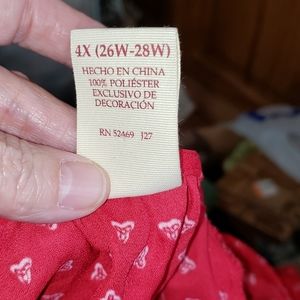 4X (26W-28W)
HECHO EN CHINA
100% POLIÉSTER
EXCLUSIVO DE
DECORACIÓN
RN 52469 J27